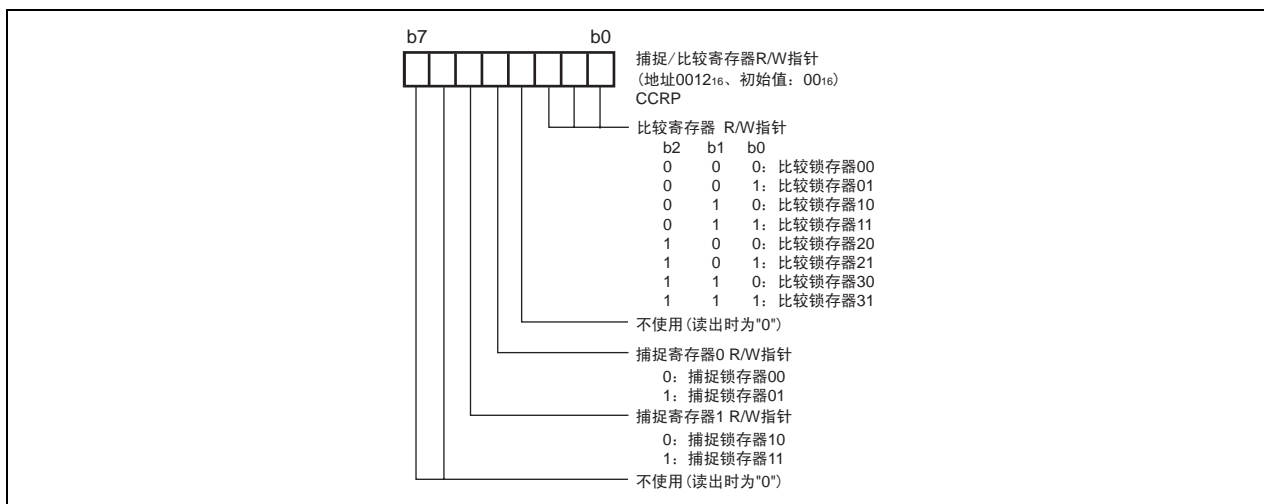 b7 b0
捕捉/比较寄存器R/W指针
(地址0012₁₆、初始值：00₁₆)
CCRP
比较寄存器 R/W指针
b2 b1 b0
0 0 0：比较锁存器00
0 0 1：比较锁存器01
0 1 0：比较锁存器10
0 1 1：比较锁存器11
1 0 0：比较锁存器20
1 0 1：比较锁存器21
1 1 0：比较锁存器30
1 1 1：比较锁存器31
不使用(读出时为"0")
捕捉寄存器0 R/W指针
0：捕捉锁存器00
1：捕捉锁存器01
捕捉寄存器1 R/W指针
0：捕捉锁存器10
1：捕捉锁存器11
不使用(读出时为"0")